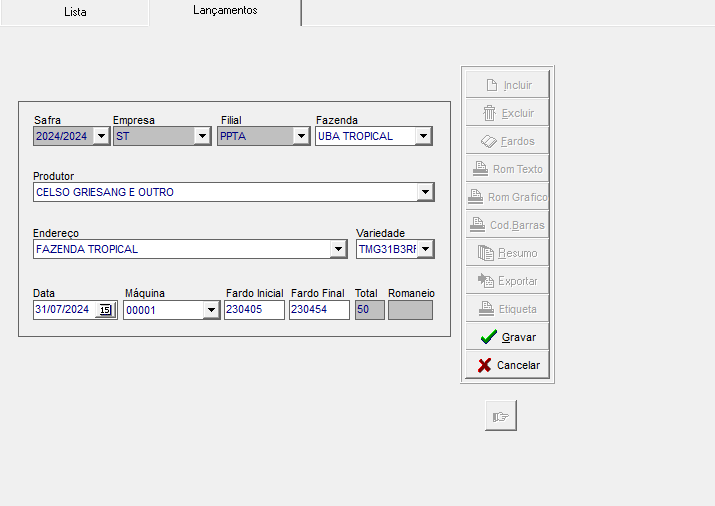 Lista
Lançamentos
Safra Empresa Filial Fazenda
2024/2024 ST PPTA UBA TROPICAL
Produtor
CELSO GRIESANG E OUTRO
Endereço Variedade
FAZENDA TROPICAL TMG31B3RF
Data Máquina Fardo Inicial Fardo Final Total Romaneio
31/07/2024 15 00001 230405 230454 50
Incluir
Excluir
Fardos
Rom Texto
Rom Grafico
Cod.Barras
Resumo
Exportar
Etiqueta
Gravar
Cancelar